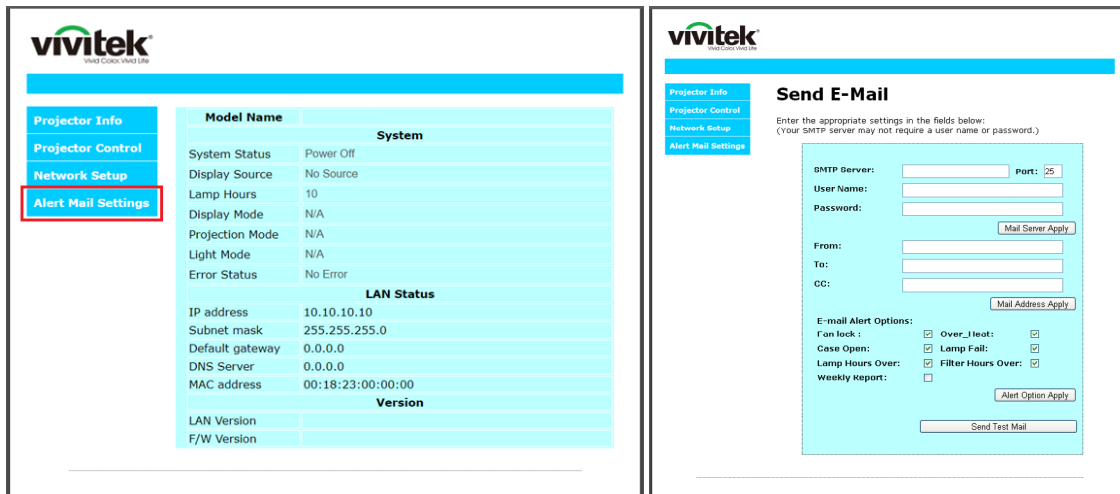 vivitek
Vivid Color, Vivid Life
Projector Info
Projector Control
Network Setup
Alert Mail Settings
Model Name
System
System Status Power Off
Display Source No Source
Lamp Hours 10
Display Mode N/A
Projection Mode N/A
Light Mode N/A
Error Status No Error
LAN Status
IP address 10.10.10.10
Subnet mask 255.255.255.0
Default gateway 0.0.0.0
DNS Server 0.0.0.0
MAC address 00:18:23:00:00:00
Version
LAN Version
F/W Version
vivitek
Vivid Color, Vivid Life
Projector Info
Projector Control
Network Setup
Alert Mail Settings
Send E-Mail
Enter the appropriate settings in the fields below:
(Your SMTP server may not require a user name or password.)
SMTP Server: Port: 25
User Name:
Password:
Mail Server Apply
From:
To:
CC:
Mail Address Apply
E-mail Alert Options:
Fan lock : Over_Heat:
Case Open: Lamp Fail:
Lamp Hours Over: Filter Hours Over:
Weekly Report:
Alert Option Apply
Send Test Mail